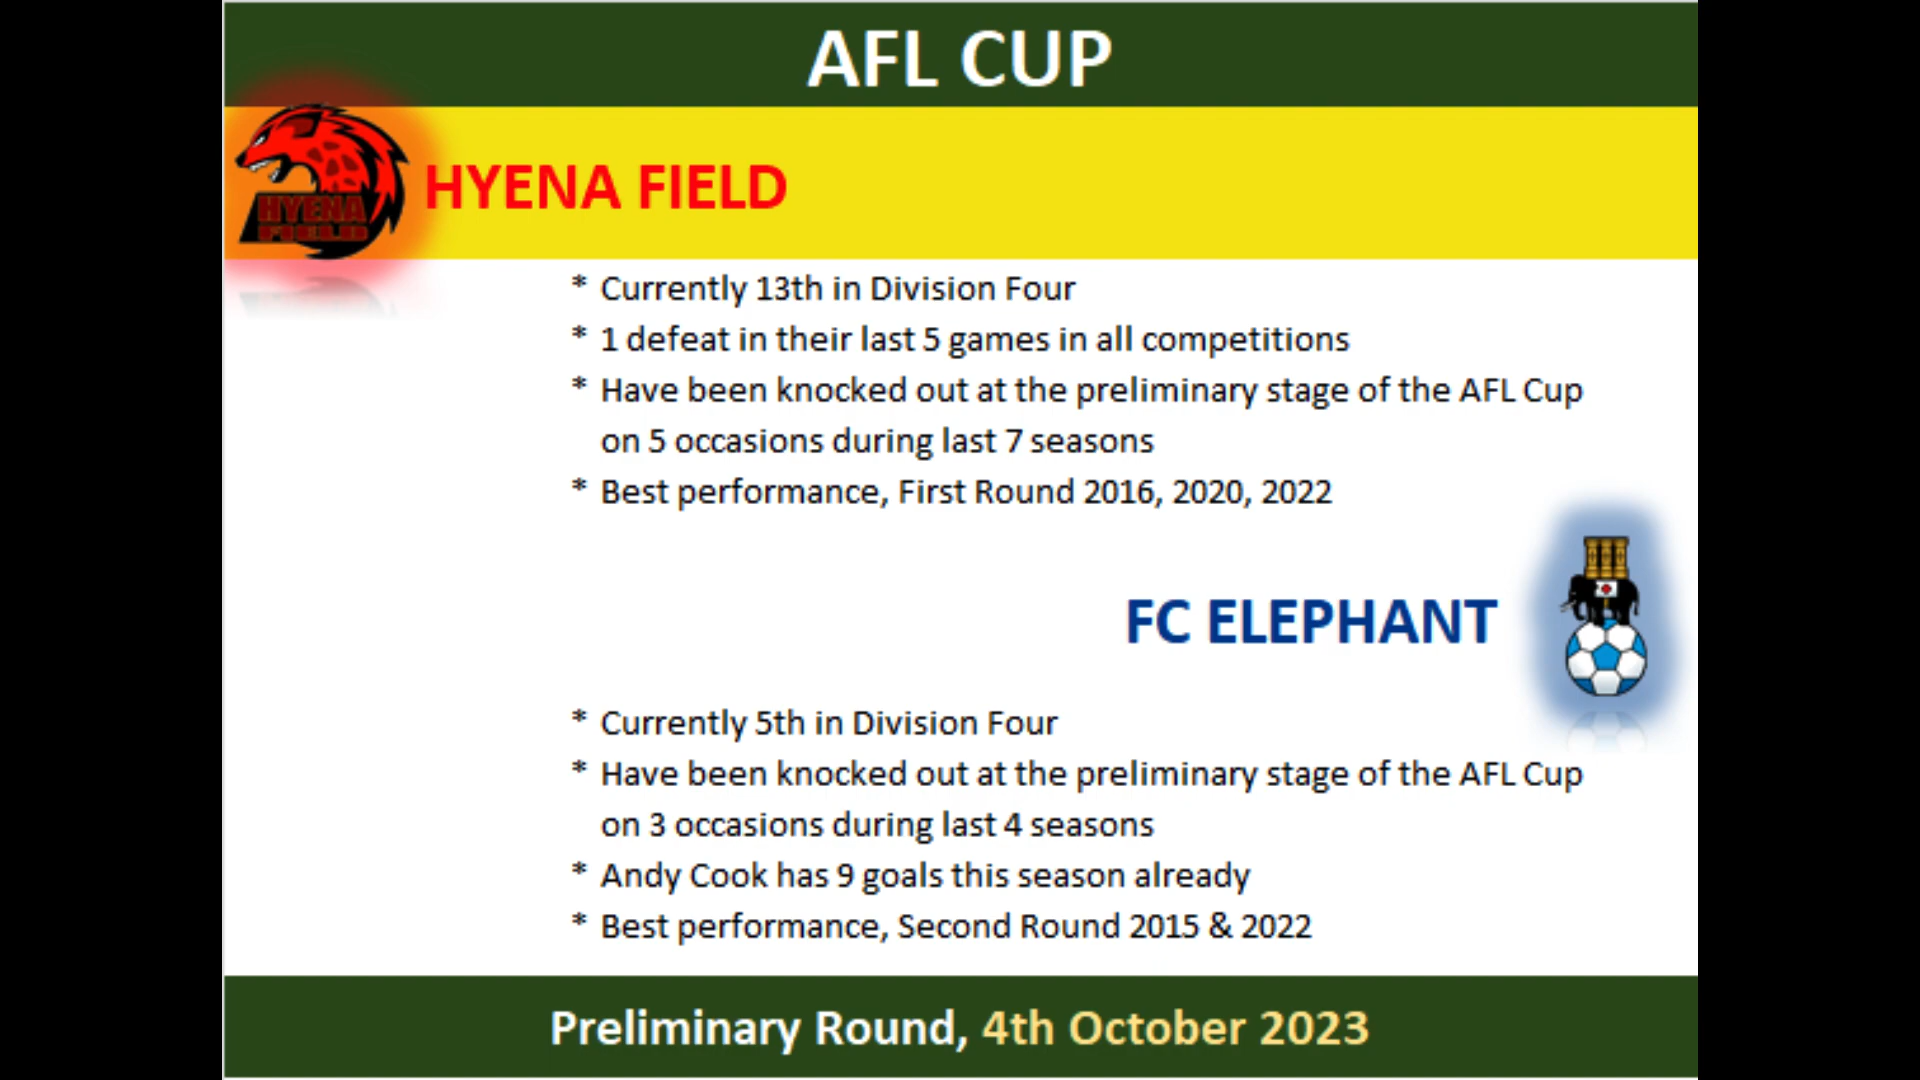 AFL CUP
HYENA
FIELD
HYENA FIELD
* Currently 13th in Division Four
* 1 defeat in their last 5 games in all competitions
* Have been knocked out at the preliminary stage of the AFL Cup
on 5 occasions during last 7 seasons
* Best performance, First Round 2016, 2020, 2022
FC ELEPHANT
* Currently 5th in Division Four
* Have been knocked out at the preliminary stage of the AFL Cup
on 3 occasions during last 4 seasons
* Andy Cook has 9 goals this season already
* Best performance, Second Round 2015 & 2022
Preliminary Round, 4th October 2023